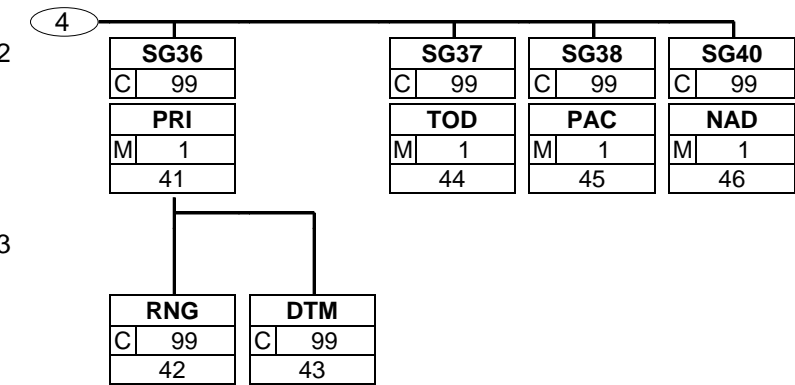 4
2
SG36 SG37 SG38 SG40
C 99 C 99 C 99 C 99
PRI TOD PAC NAD
M 1 M 1 M 1 M 1
41 44 45 46
3
RNG DTM
C 99 C 99
42 43